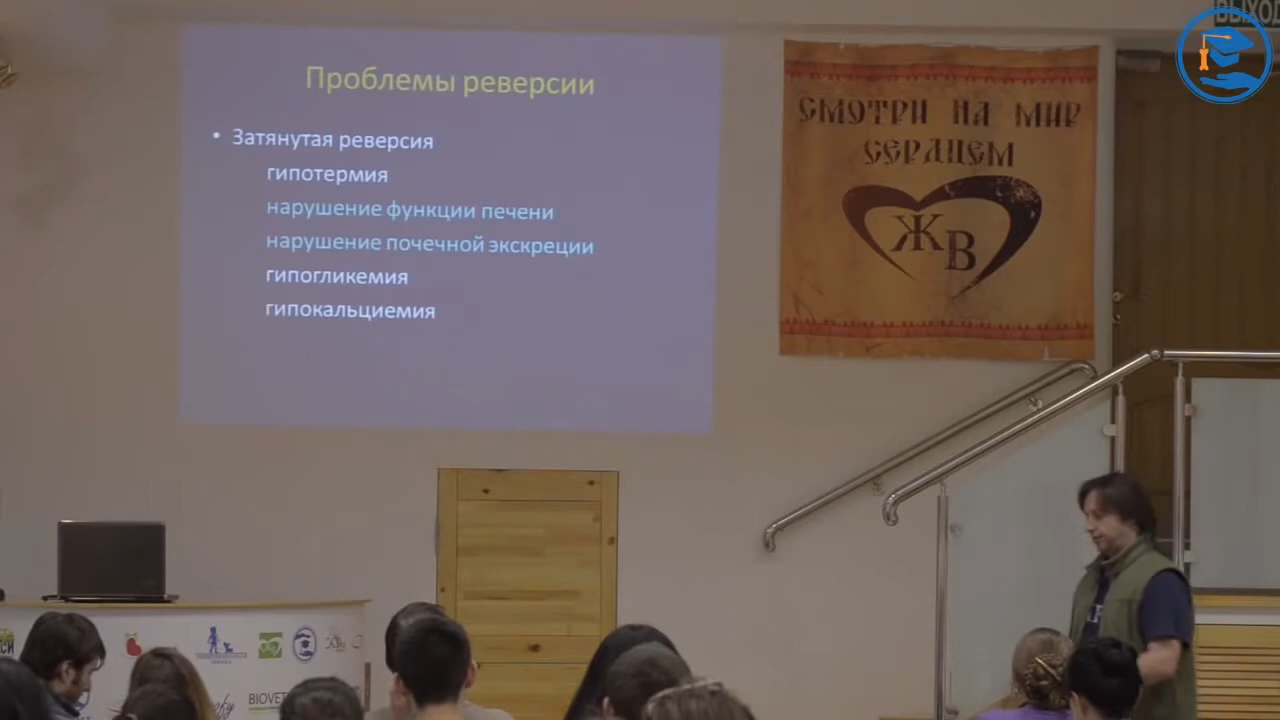 Проблемы реверсии
• Затянутая реверсия
гипотермия
нарушение функции печени
нарушение почечной экскреции
гипогликемия
гипокальциемия
СМОТРИ НА МИР
СЕРДЦЕМ
ЖВ
ВЫХОД
BIOVET